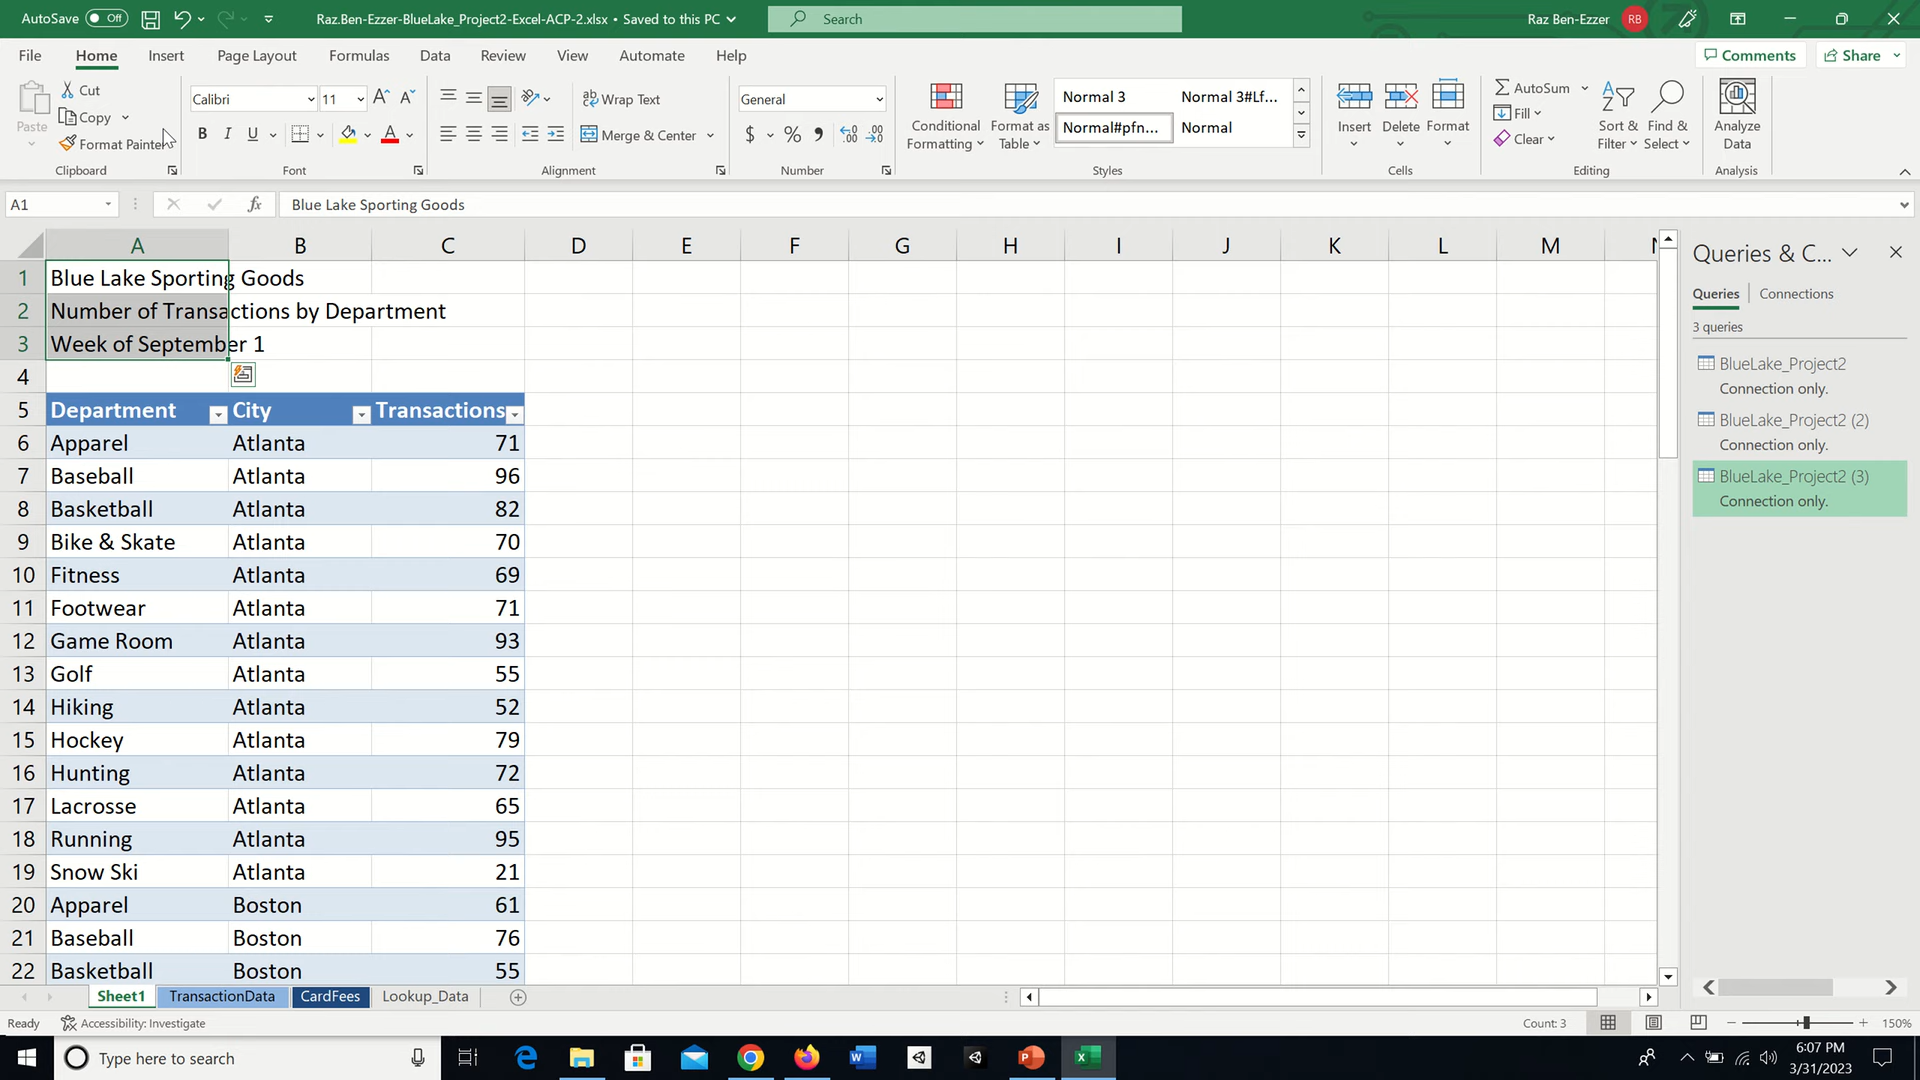 AutoSave Off Raz.Ben-Ezzer-BlueLake_Project2-Excel-ACP-2.xlsx • Saved to this PC Search Raz Ben-Ezzer RB
File Home Insert Page Layout Formulas Data Review View Automate Help Comments Share
Paste
Cut
Copy
Format Painter
Clipboard
Calibri 11
B I U A
Font
Wrap Text
Merge & Center
Alignment
General
$ % 9
Number
Conditional Formatting
Format as Table
Normal 3 Normal 3#Lf...
Normal#pfn... Normal
Styles
Insert Delete Format
Cells
AutoSum
Fill
Clear
Sort & Filter
Find & Select
Editing
Analyze Data
Analysis
A1 fx Blue Lake Sporting Goods
A B C D E F G H I J K L M
1 Blue Lake Sporting Goods
2 Number of Transactions by Department
3 Week of September 1
4
5 Department City Transactions
6 Apparel Atlanta 71
7 Baseball Atlanta 96
8 Basketball Atlanta 82
9 Bike & Skate Atlanta 70
10 Fitness Atlanta 69
11 Footwear Atlanta 71
12 Game Room Atlanta 93
13 Golf Atlanta 55
14 Hiking Atlanta 52
15 Hockey Atlanta 79
16 Hunting Atlanta 72
17 Lacrosse Atlanta 65
18 Running Atlanta 95
19 Snow Ski Atlanta 21
20 Apparel Boston 61
21 Baseball Boston 76
22 Basketball Boston 55
Queries & C...
Queries Connections
3 queries
BlueLake_Project2
Connection only.
BlueLake_Project2 (2)
Connection only.
BlueLake_Project2 (3)
Connection only.
Sheet1 TransactionData CardFees Lookup_Data
Ready Accessibility: Investigate Count: 3 150%
Type here to search
6:07 PM
3/31/2023